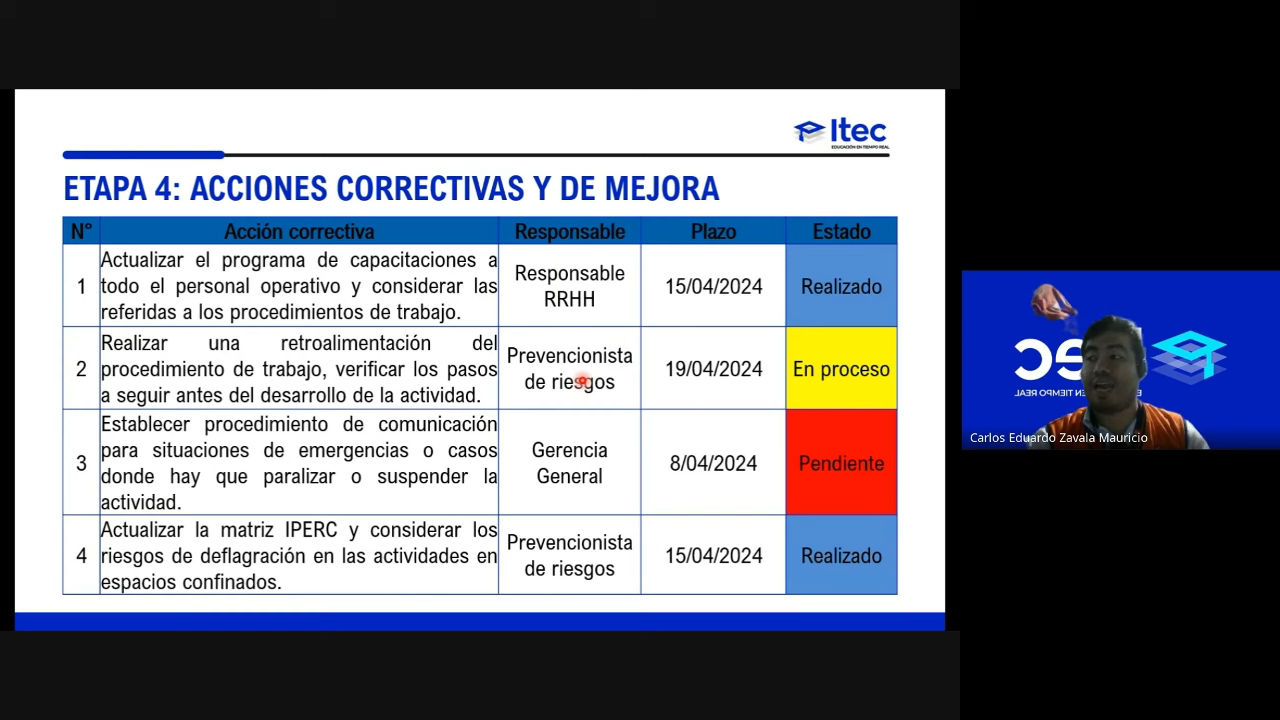 Itec
EDUCACIÓN EN TIEMPO REAL
ETAPA 4: ACCIONES CORRECTIVAS Y DE MEJORA
N° Acción correctiva Responsable Plazo Estado
1 Actualizar el programa de capacitaciones a todo el personal operativo y considerar las referidas a los procedimientos de trabajo. Responsable RRHH 15/04/2024 Realizado
2 Realizar una retroalimentación del procedimiento de trabajo, verificar los pasos a seguir antes del desarrollo de la actividad. Prevencionista de riesgos 19/04/2024 En proceso
3 Establecer procedimiento de comunicación para situaciones de emergencias o casos donde hay que paralizar o suspender la actividad. Gerencia General 8/04/2024 Pendiente
4 Actualizar la matriz IPERC y considerar los riesgos de deflagración en las actividades en espacios confinados. Prevencionista de riesgos 15/04/2024 Realizado
Carlos Eduardo Zavala Mauricio